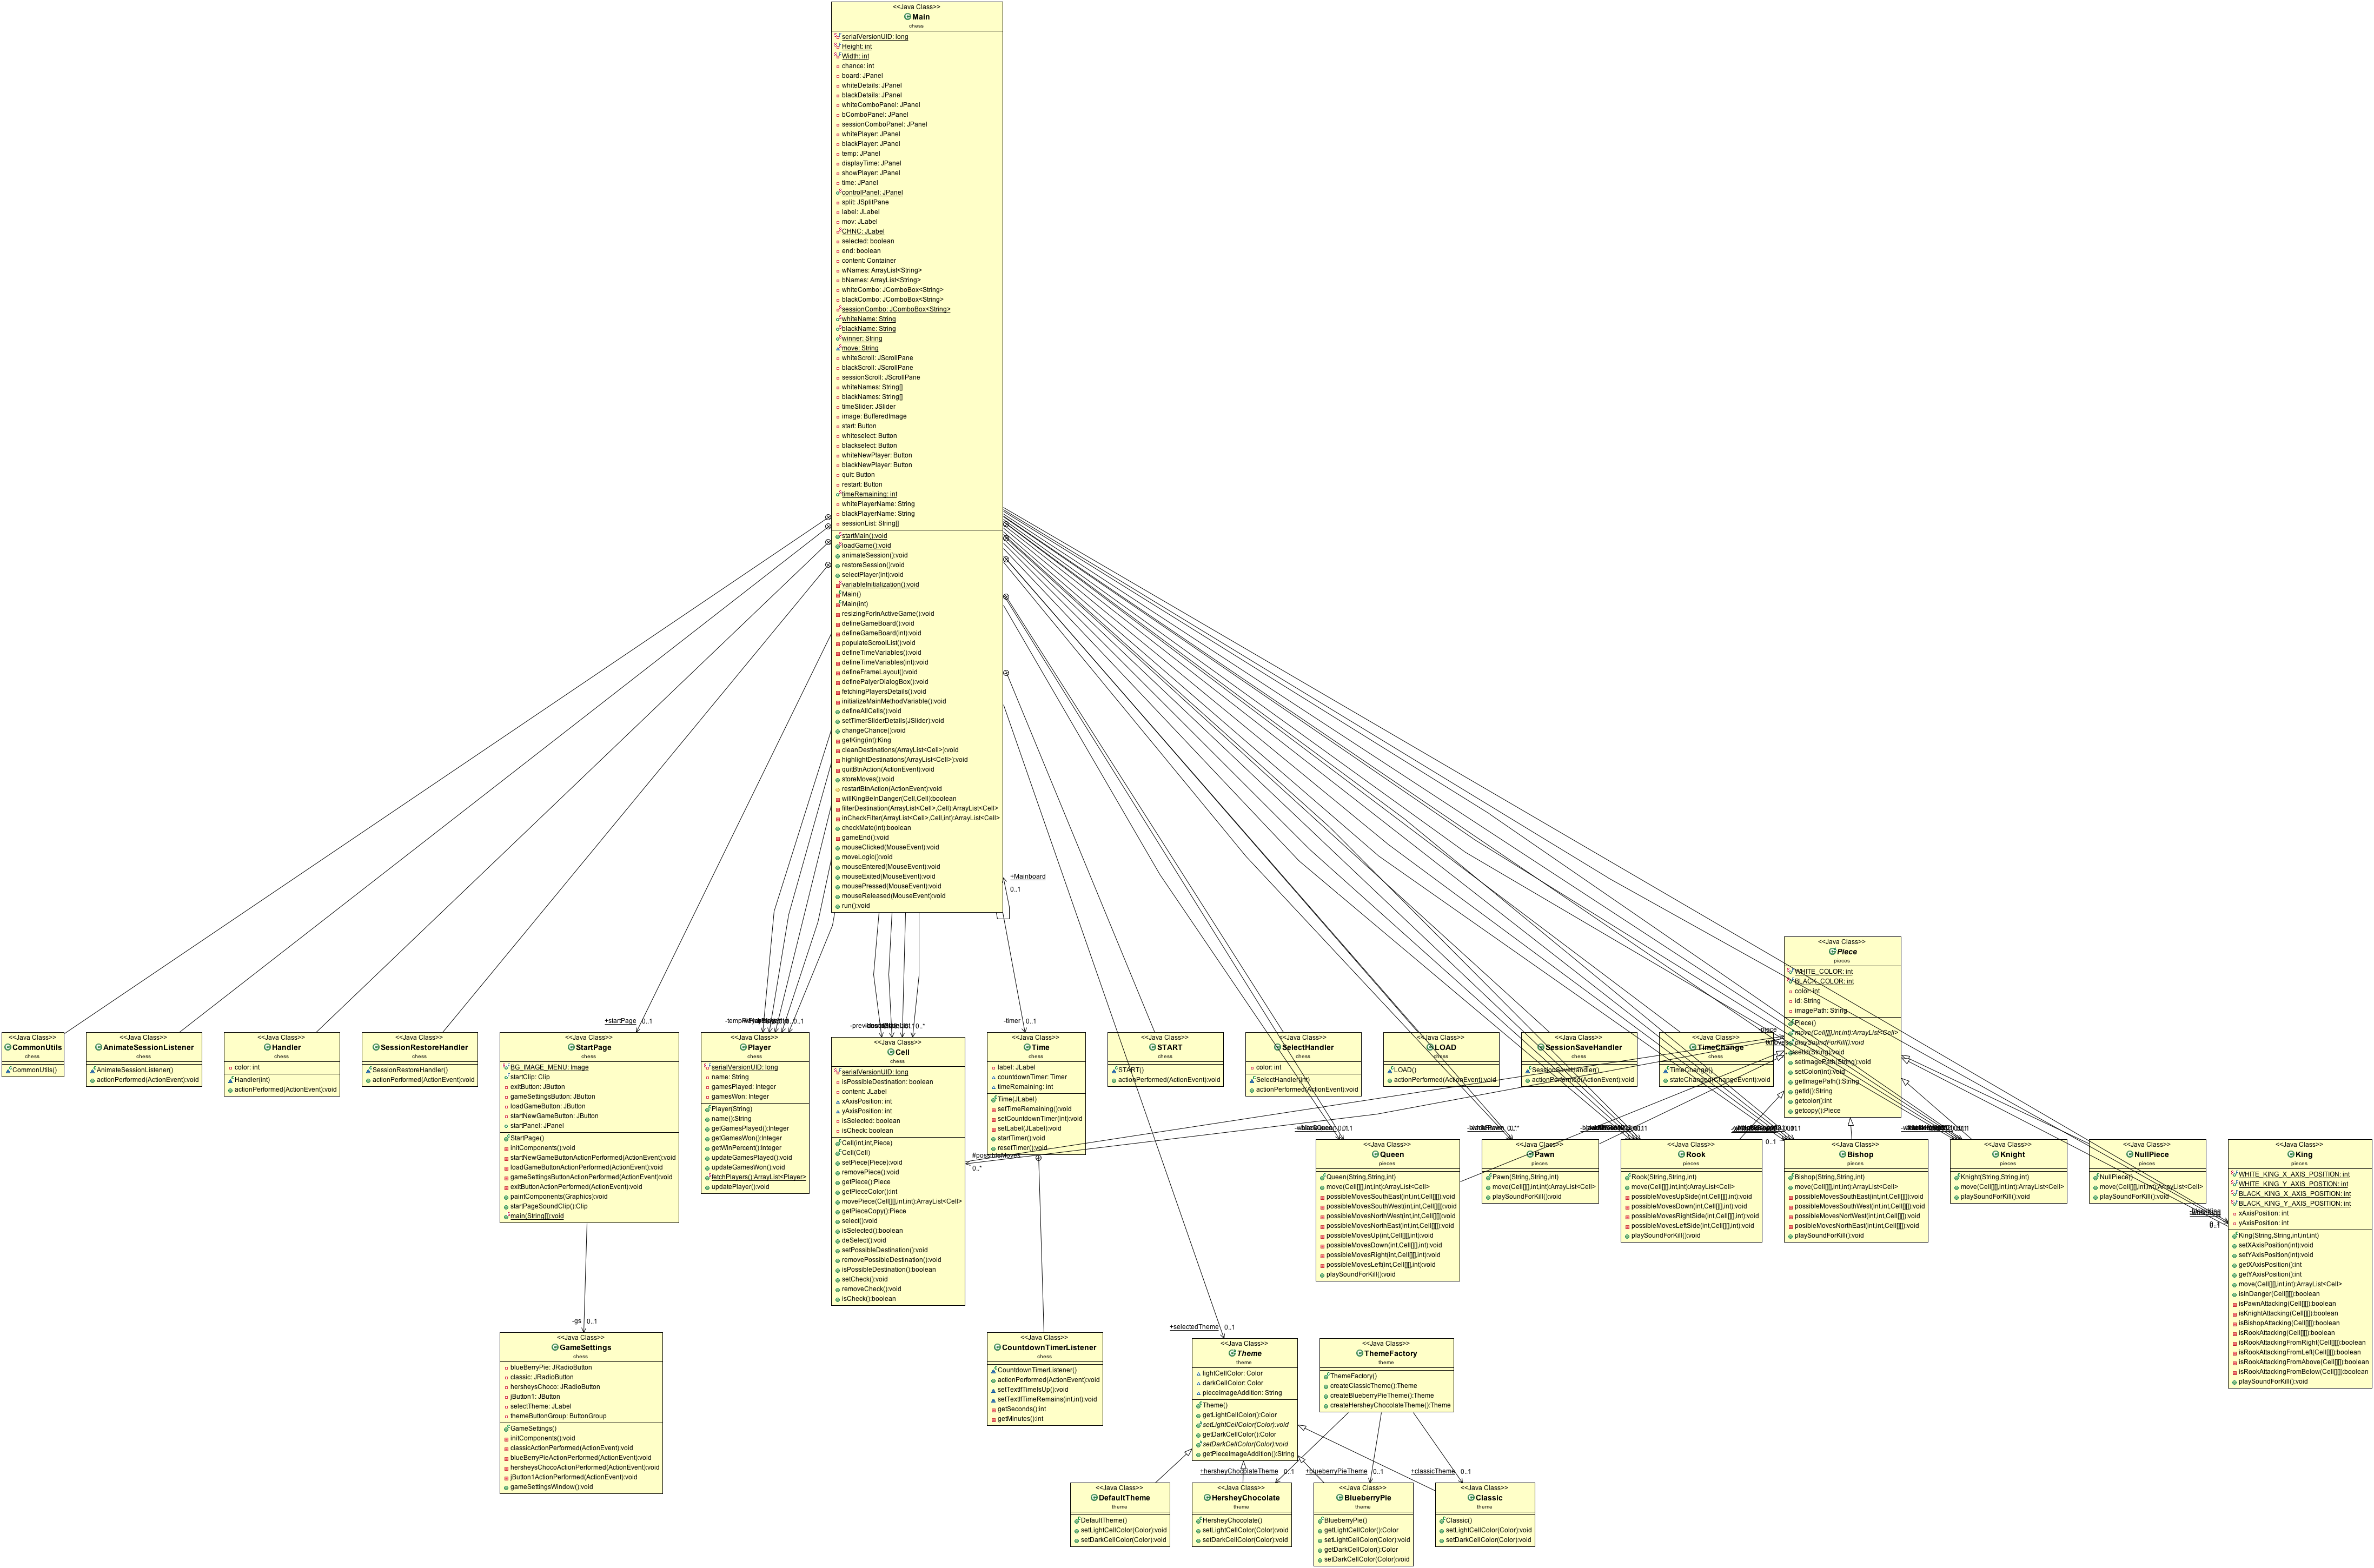 <<Java Class>>
Main
chess
serialVersionUID: long
Height: int
Width: int
chance: int
board: JPanel
whiteDetails: JPanel
blackDetails: JPanel
whiteComboPanel: JPanel
bComboPanel: JPanel
sessionComboPanel: JPanel
whitePlayer: JPanel
blackPlayer: JPanel
temp: JPanel
displayTime: JPanel
showPlayer: JPanel
time: JPanel
controlPanel: JPanel
split: JSplitPane
label: JLabel
mov: JLabel
CHNC: JLabel
selected: boolean
end: boolean
content: Container
wNames: ArrayList<String>
bNames: ArrayList<String>
whiteCombo: JComboBox<String>
blackCombo: JComboBox<String>
sessionCombo: JComboBox<String>
whiteName: String
blackName: String
winner: String
move: String
whiteScroll: JScrollPane
blackScroll: JScrollPane
sessionScroll: JScrollPane
whiteNames: String[]
blackNames: String[]
timeSlider: JSlider
image: BufferedImage
start: Button
whiteselect: Button
blackselect: Button
whiteNewPlayer: Button
blackNewPlayer: Button
quit: Button
restart: Button
timeRemaining: int
whitePlayerName: String
blackPlayerName: String
sessionList: String[]
startMain():void
loadGame():void
animateSession():void
restoreSession():void
selectPlayer(int):void
variableInitialization():void
Main()
Main(int)
resizingForInActiveGame():void
defineGameBoard():void
defineGameBoard(int):void
populateScroolList():void
defineTimeVariables():void
defineTimeVariables(int):void
defineFrameLayout():void
definePalyerDialogBox():void
fetchingPlayersDetails():void
initializeMainMethodVariable():void
defineAllCells():void
setTimerSliderDetails(JSlider):void
changeChance():void
getKing(int):King
cleanDestinations(ArrayList<Cell>):void
highlightDestinations(ArrayList<Cell>):void
quitBtnAction(ActionEvent):void
storeMoves():void
restartBtnAction(ActionEvent):void
willKingBeInDanger(Cell,Cell):boolean
filterDestination(ArrayList<Cell>,Cell):ArrayList<Cell>
inCheckFilter(ArrayList<Cell>,Cell,int):ArrayList<Cell>
checkMate(int):boolean
gameEnd():void
mouseClicked(MouseEvent):void
moveLogic():void
mouseEntered(MouseEvent):void
mouseExited(MouseEvent):void
mousePressed(MouseEvent):void
mouseReleased(MouseEvent):void
run():void
+Mainboard
0..1
<<Java Class>>
Piece
pieces
WHITE_COLOR: int
BLACK_COLOR: int
color: int
id: String
imagePath: String
Piece()
move(Cell[][],int,int):ArrayList<Cell>
playSoundForKill():void
setId(String):void
setImagePath(String):void
setColor(int):void
getImagePath():String
getId():String
getcolor():int
getcopy():Piece
<<Java Class>>
CommonUtils
chess
CommonUtils()
<<Java Class>>
AnimateSessionListener
chess
AnimateSessionListener()
actionPerformed(ActionEvent):void
<<Java Class>>
Handler
chess
color: int
Handler(int)
actionPerformed(ActionEvent):void
<<Java Class>>
SessionRestoreHandler
chess
SessionRestoreHandler()
actionPerformed(ActionEvent):void
+startPage
0..1
<<Java Class>>
StartPage
chess
BG_IMAGE_MENU: Image
startClip: Clip
exitButton: JButton
gameSettingsButton: JButton
loadGameButton: JButton
startNewGameButton: JButton
startPanel: JPanel
StartPage()
initComponents():void
startNewGameButtonActionPerformed(ActionEvent):void
loadGameButtonActionPerformed(ActionEvent):void
gameSettingsButtonActionPerformed(ActionEvent):void
exitButtonActionPerformed(ActionEvent):void
paintComponents(Graphics):void
startPageSoundClip():Clip
main(String[]):void
0..1
<<Java Class>>
Player
chess
serialVersionUID: long
name: String
gamesPlayed: Integer
gamesWon: Integer
Player(String)
name():String
getGamesPlayed():Integer
getGamesWon():Integer
getWinPercent():Integer
updateGamesPlayed():void
updateGamesWon():void
fetchPlayers():ArrayList<Player>
updatePlayer():void
0..*
<<Java Class>>
Cell
chess
serialVersionUID: long
isPossibleDestination: boolean
content: JLabel
xAxisPosition: int
yAxisPosition: int
isSelected: boolean
isCheck: boolean
Cell(int,int,Piece)
Cell(Cell)
setPiece(Piece):void
removePiece():void
getPiece():Piece
getPieceColor():int
movePiece(Cell[][],int,int):ArrayList<Cell>
getPieceCopy():Piece
select():void
isSelected():boolean
deSelect():void
setPossibleDestination():void
removePossibleDestination():void
isPossibleDestination():boolean
setCheck():void
removeCheck():void
isCheck():boolean
#possibleMoves
0..*
-timer
0..1
<<Java Class>>
Time
chess
label: JLabel
countdownTimer: Timer
timeRemaining: int
Time(JLabel)
setTimeRemaining():void
setCountdownTimer(int):void
setLabel(JLabel):void
startTimer():void
resetTimer():void
<<Java Class>>
START
chess
START()
actionPerformed(ActionEvent):void
<<Java Class>>
SelectHandler
chess
color: int
SelectHandler(int)
actionPerformed(ActionEvent):void
<<Java Class>>
LOAD
chess
LOAD()
actionPerformed(ActionEvent):void
<<Java Class>>
SessionSaveHandler
chess
SessionSaveHandler()
actionPerformed(ActionEvent):void
<<Java Class>>
TimeChange
chess
TimeChange()
stateChanged(ChangeEvent):void
-piece
<<Java Class>>
Queen
pieces
Queen(String,String,int)
move(Cell[][],int,int):ArrayList<Cell>
possibleMovesSouthEast(int,int,Cell[][]):void
possibleMovesSouthWest(int,int,Cell[][]):void
possibleMovesNorthWest(int,int,Cell[][]):void
possibleMovesNorthEast(int,int,Cell[][]):void
possibleMovesUp(int,Cell[][],int):void
possibleMovesDown(int,Cell[][],int):void
possibleMovesRight(int,Cell[][],int):void
possibleMovesLeft(int,Cell[][],int):void
playSoundForKill():void
0..*
<<Java Class>>
Pawn
pieces
Pawn(String,String,int)
move(Cell[][],int,int):ArrayList<Cell>
playSoundForKill():void
<<Java Class>>
Rook
pieces
Rook(String,String,int)
move(Cell[][],int,int):ArrayList<Cell>
possibleMovesUpSide(int,Cell[][],int):void
possibleMovesDown(int,Cell[][],int):void
possibleMovesRightSide(int,Cell[][],int):void
possibleMovesLeftSide(int,Cell[][],int):void
playSoundForKill():void
0..1
<<Java Class>>
Bishop
pieces
Bishop(String,String,int)
move(Cell[][],int,int):ArrayList<Cell>
possibleMovesSouthEast(int,int,Cell[][]):void
possibleMovesSouthWest(int,int,Cell[][]):void
possibleMovesNortWest(int,int,Cell[][]):void
possibleMovesNorthEast(int,int,Cell[][]):void
playSoundForKill():void
<<Java Class>>
Knight
pieces
Knight(String,String,int)
move(Cell[][],int,int):ArrayList<Cell>
playSoundForKill():void
<<Java Class>>
NullPiece
pieces
NullPiece()
move(Cell[][],int,int):ArrayList<Cell>
playSoundForKill():void
0..1
<<Java Class>>
King
pieces
WHITE_KING_X_AXIS_POSITION: int
WHITE_KING_Y_AXIS_POSTION: int
BLACK_KING_X_AXIS_POSTION: int
BLACK_KING_Y_AXIS_POSTION: int
xAxisPosition: int
yAxisPosition: int
King(String,String,int,int,int)
setXAxisPosition(int):void
setYAxisPosition(int):void
getXAxisPosition():int
getYAxisPosition():int
move(Cell[][],int,int):ArrayList<Cell>
isInDanger(Cell[][]):boolean
isPawnAttacking(Cell[][]):boolean
isKnightAttacking(Cell[][]):boolean
isBishopAttacking(Cell[][]):boolean
isRookAttacking(Cell[][]):boolean
isRookAttackingFromRight(Cell[][]):boolean
isRookAttackingFromLeft(Cell[][]):boolean
isRookAttackingFromAbove(Cell[][]):boolean
isRookAttackingFromBelow(Cell[][]):boolean
playSoundForKill():void
-gs
0..1
<<Java Class>>
GameSettings
chess
blueBerryPie: JRadioButton
classic: JRadioButton
hersheysChoco: JRadioButton
jButton1: JButton
selectTheme: JLabel
themeButtonGroup: ButtonGroup
GameSettings()
initComponents():void
classicActionPerformed(ActionEvent):void
blueBerryPieActionPerformed(ActionEvent):void
hersheysChocoActionPerformed(ActionEvent):void
jButton1ActionPerformed(ActionEvent):void
gameSettingsWindow():void
<<Java Class>>
CountdownTimerListener
chess
CountdownTimerListener()
actionPerformed(ActionEvent):void
setTextIfTimeIsUp():void
setTextIfTimeRemains(int,int):void
getSeconds():int
getMinutes():int
+selectedTheme
0..1
<<Java Class>>
Theme
theme
lightCellColor: Color
darkCellColor: Color
pieceImageAddition: String
Theme()
getLightCellColor():Color
setLightCellColor(Color):void
getDarkCellColor():Color
setDarkCellColor(Color):void
getPieceImageAddition():String
<<Java Class>>
ThemeFactory
theme
ThemeFactory()
createClassicTheme():Theme
createBlueberryPieTheme():Theme
createHersheyChocolateTheme():Theme
+hersheyChocolateTheme
0..1
+blueberryPieTheme
0..1
+classicTheme
0..1
<<Java Class>>
DefaultTheme
theme
DefaultTheme()
setLightCellColor(Color):void
setDarkCellColor(Color):void
<<Java Class>>
HersheyChocolate
theme
HersheyChocolate()
setLightCellColor(Color):void
setDarkCellColor(Color):void
<<Java Class>>
BlueberryPie
theme
BlueberryPie()
getLightCellColor():Color
setLightCellColor(Color):void
getDarkCellColor():Color
setDarkCellColor(Color):void
<<Java Class>>
Classic
theme
Classic()
setLightCellColor(Color):void
setDarkCellColor(Color):void